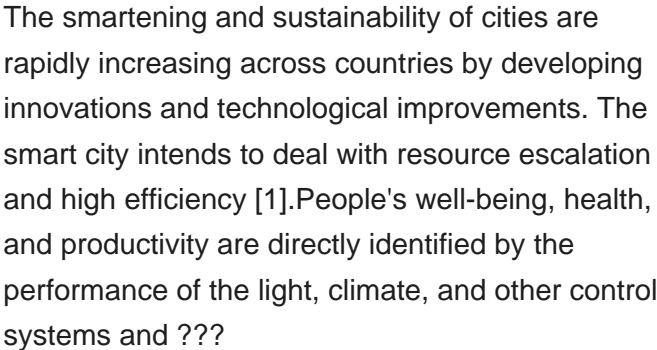 The smartening and sustainability of cities are
rapidly increasing across countries by developing
innovations and technological improvements. The
smart city intends to deal with resource escalation
and high efficiency [1].People's well-being, health,
and productivity are directly identified by the
performance of the light, climate, and other control
systems and ???